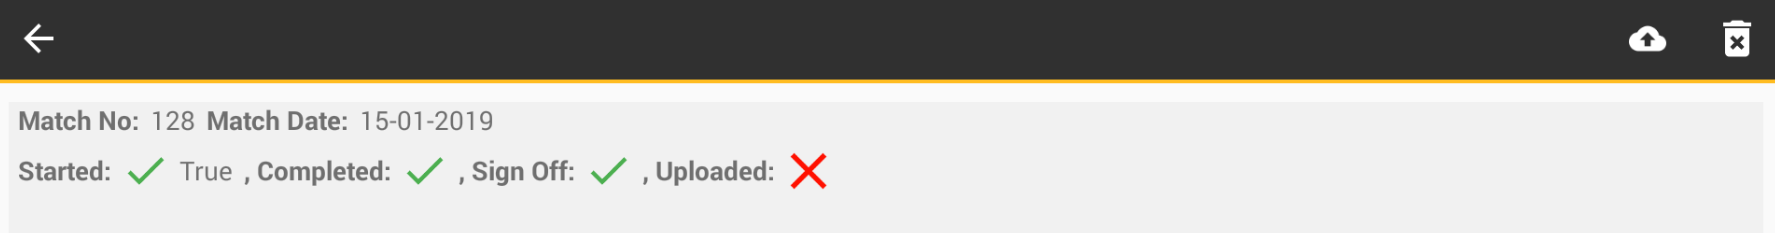 Match No: 128 Match Date: 15-01-2019
Started: True , Completed: , Sign Off: , Uploaded: